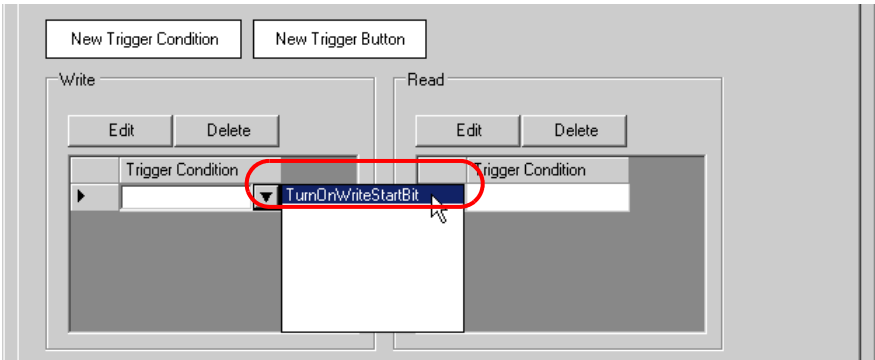 New Trigger Condition New Trigger Button
Write Read
Edit Delete Edit Delete
Trigger Condition Trigger Condition
TurnOnWriteStartBit